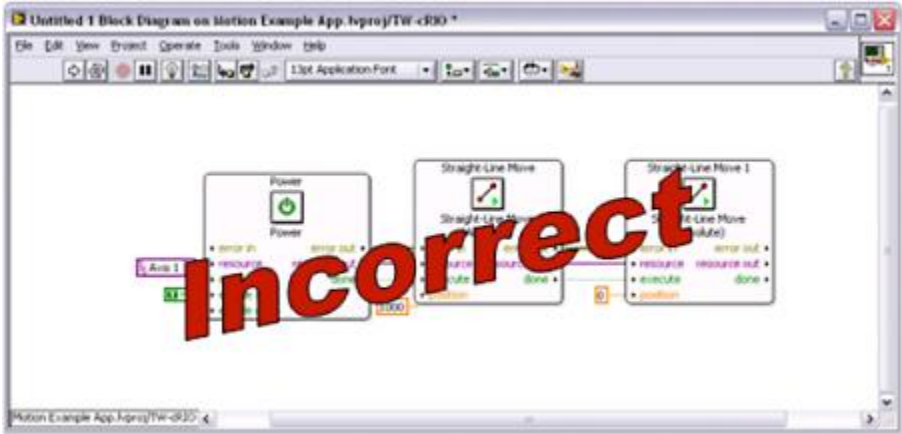 Untitled 1 Block Diagram on Motion Example App.lvproj/TW-cRIO *
File Edit View Project Operate Tools Window Help
13pt Application Font
Power
Power
error in error out
Axis 1
Straight-Line Move
Straight-Line Move
done
1000
position
Straight-Line Move 1
Straight-Line Move
error out
resource resource out
execute done
0 position
Incorrect
Motion Example App.lvproj/TW-cRIO